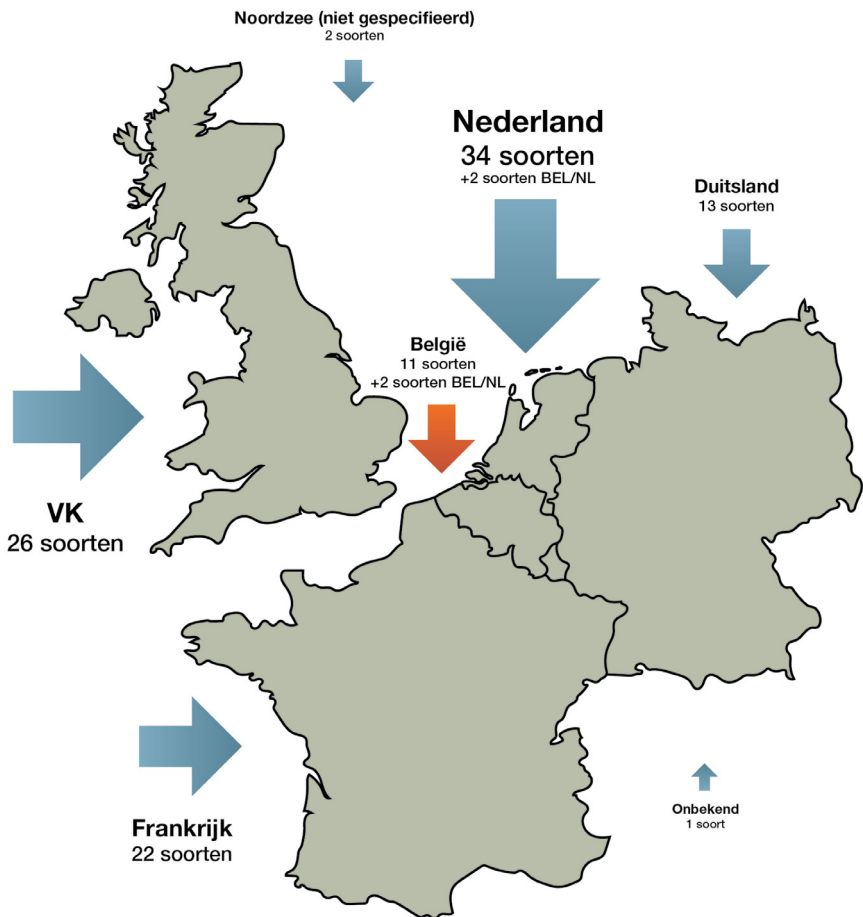 Noordzee (niet gespecifieerd)
2 soorten
Nederland
34 soorten
+2 soorten BEL/NL
Duitsland
13 soorten
België
11 soorten
+2 soorten BEL/NL
VK
26 soorten
Frankrijk
22 soorten
Onbekend
1 soort